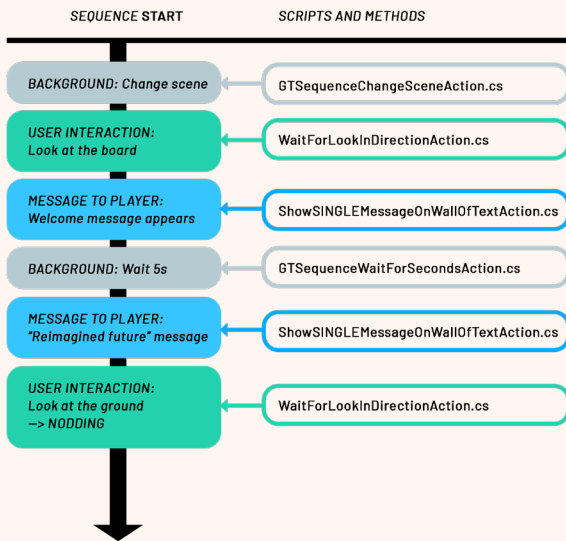 SEQUENCE START
SCRIPTS AND METHODS
BACKGROUND: Change scene
GTSequenceChangeSceneAction.cs
USER INTERACTION:
Look at the board
WaitForLookInDirectionAction.cs
MESSAGE TO PLAYER:
Welcome message appears
ShowSINGLEMessageOnWallOfTextAction.cs
BACKGROUND: Wait 5s
GTSequenceWaitForSecondsAction.cs
MESSAGE TO PLAYER:
"Reimagined future" message
ShowSINGLEMessageOnWallOfTextAction.cs
USER INTERACTION:
Look at the ground
—> NODDING
WaitForLookInDirectionAction.cs